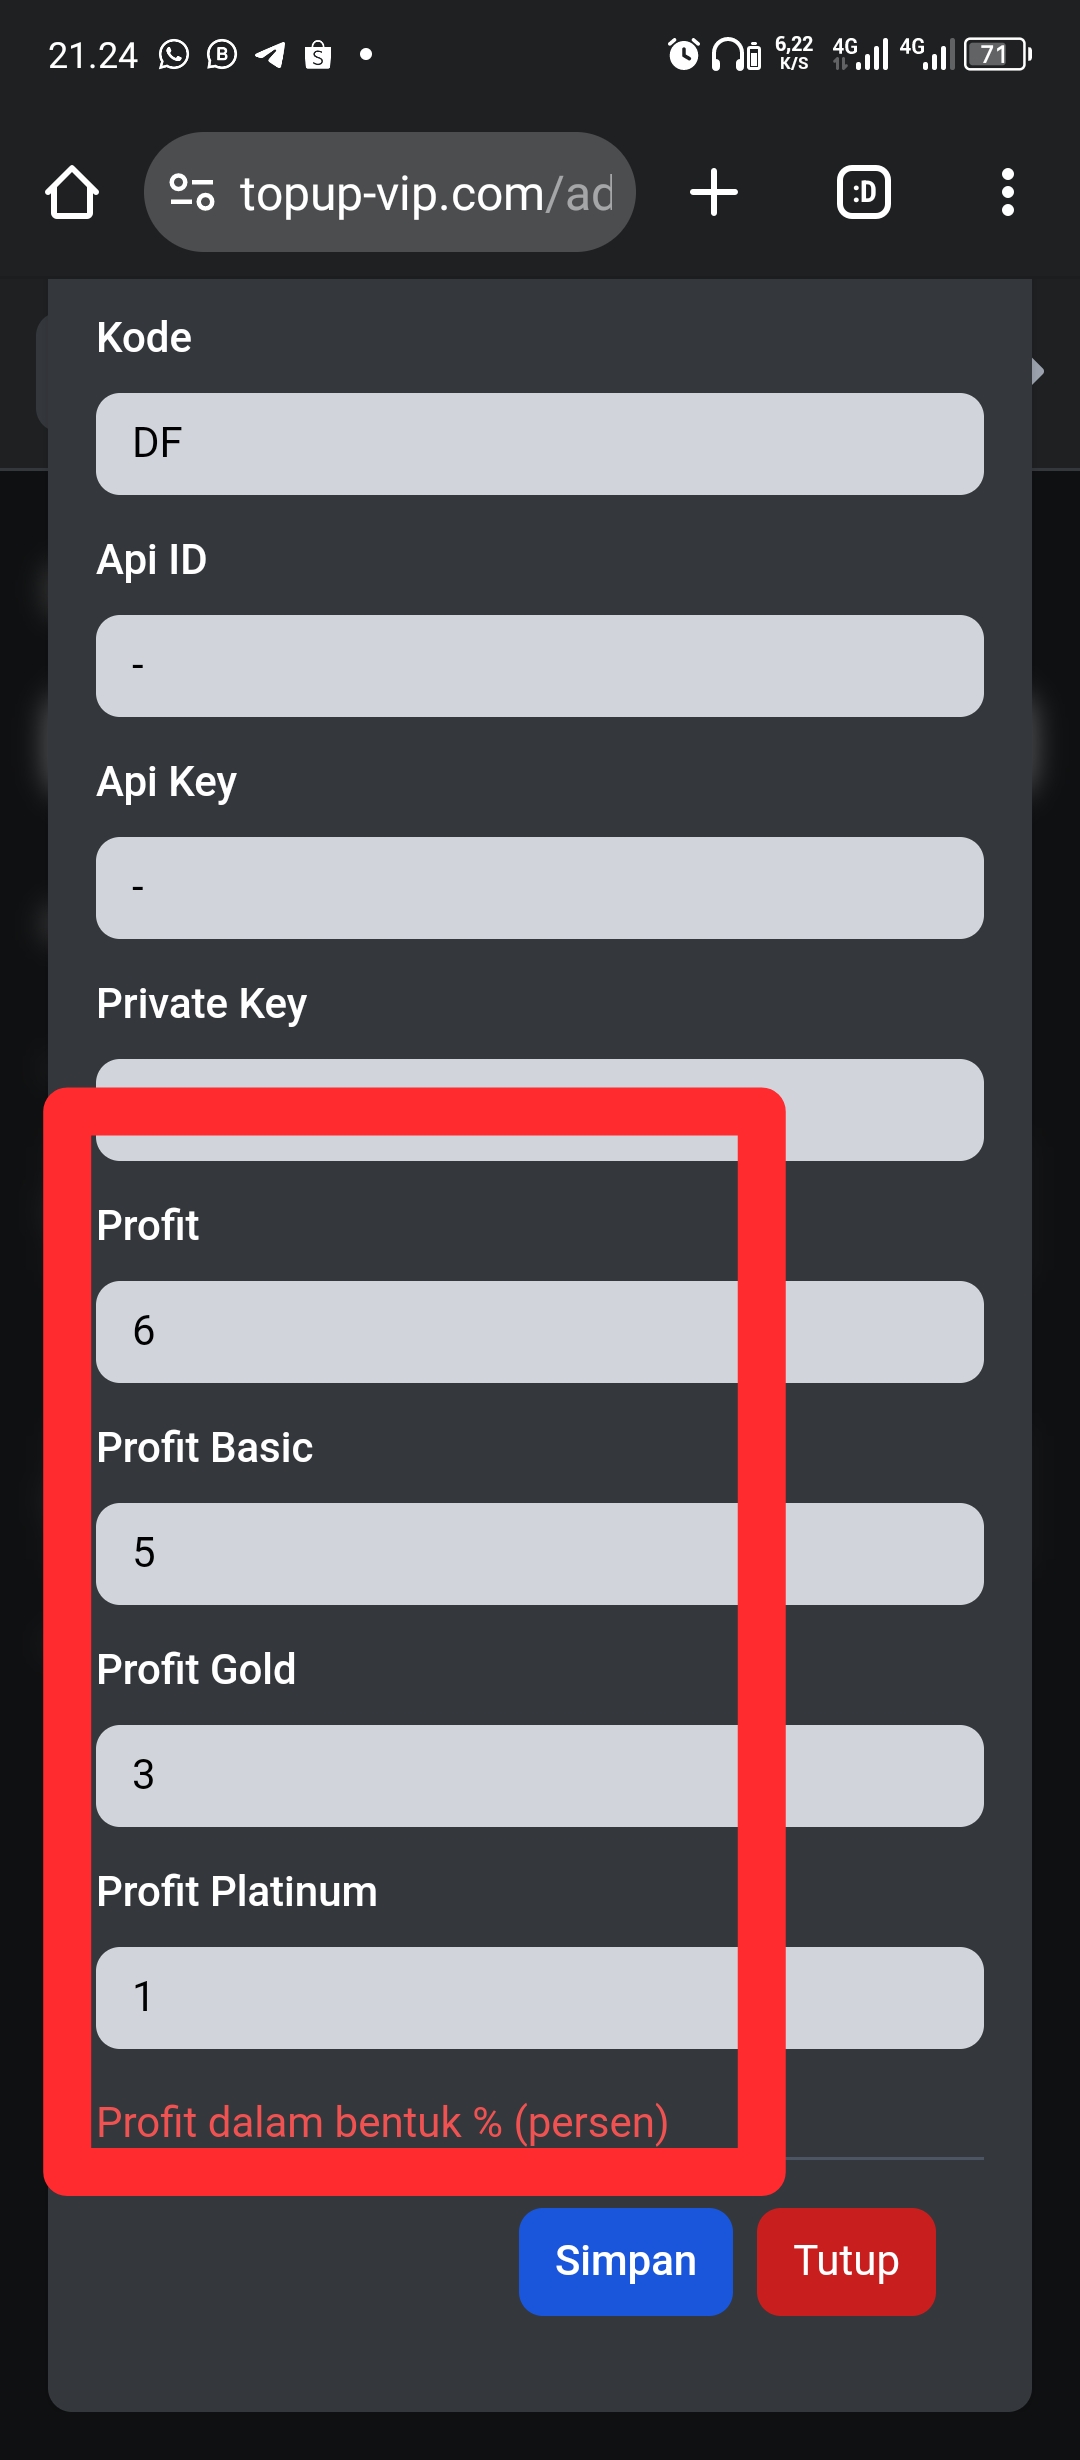 21.24
6,22
K/S
4G
4G
71
topup-vip.com/ad
:D
Kode
DF
Api ID
-
Api Key
-
Private Key
Profit
6
Profit Basic
5
Profit Gold
3
Profit Platinum
1
Profit dalam bentuk % (persen)
Simpan
Tutup